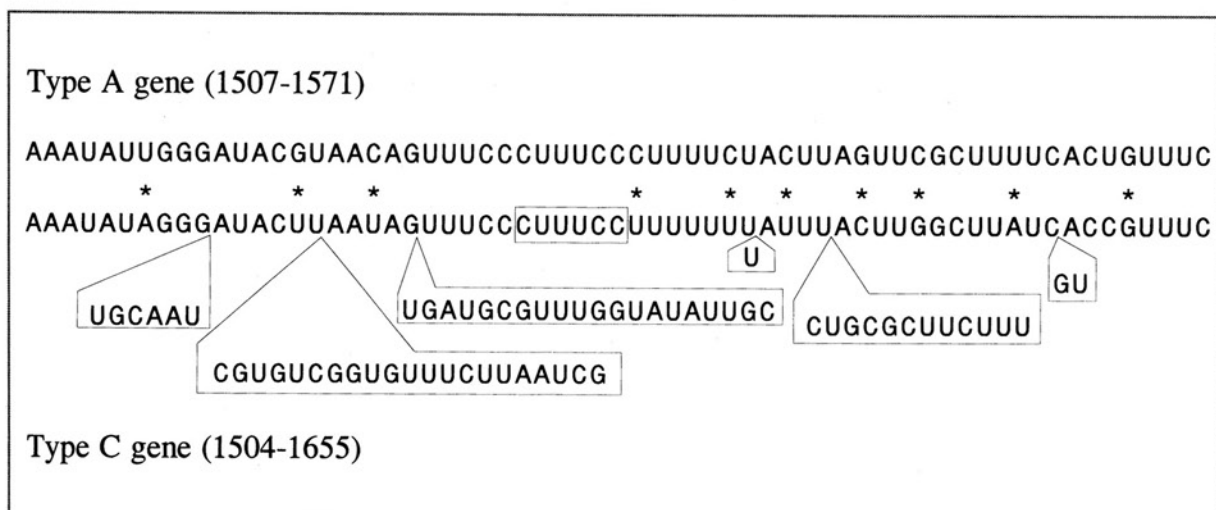 Type A gene (1507-1571)
AAAUAUUGGGAUACGUAACAGUUUCCCUUUCCCUUUUCUACUUAGUUCGCUUUUCACUGUUUC
* * * * * * * * * *
AAAUAUAGGGAUACUUAAUAGUUUCCCUUUCCUUUUUUUAUUUACUUGGCUUAUCACCGUUUC
U
GU
UGCAAU
UGAUGCGUUUGGUAUAUUGC
CUGCGCUUCUUU
CGUGUCGGUGUUUCUUAAUCG
Type C gene (1504-1655)